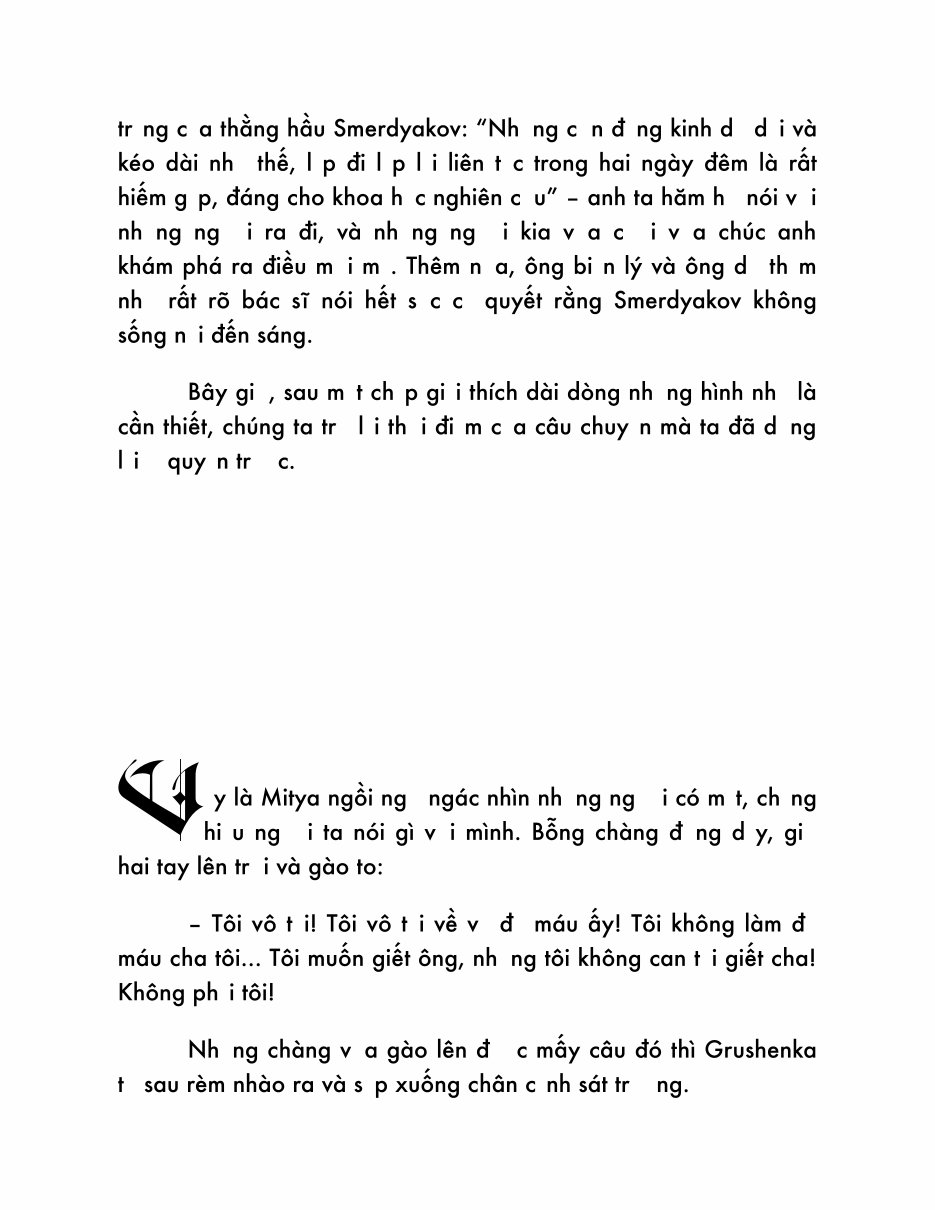 tr ng c a thằng hầu Smerdyakov: “Nh ng c n đ ng kinh d d i và
kéo dài nh thế, l p đi l p l i liên t c trong hai ngày đêm là rất
hiếm g p, đáng cho khoa h c nghiên c u” – anh ta hăm h nói v i
nh ng ng i ra đi, và nh ng ng i kia v a c i v a chúc anh
khám phá ra điều m i m . Thêm n a, ông bi n lý và ông d th m
nh rất rõ bác sĩ nói hết s c c quyết rằng Smerdyakov không
sống n i đến sáng.
Bây gi , sau m t ch p gi i thích dài dòng nh ng hình nh là
cần thiết, chúng ta tr l i th i đi m c a câu chuy n mà ta đã d ng
l i quy n tr c.
V y là Mitya ngồi ng ngác nhìn nh ng ng i có m t, ch ng
hi u ng i ta nói gì v i mình. Bỗng chàng đ ng d y, gi
hai tay lên tr i và gào to:
– Tôi vô t i! Tôi vô t i về v đ máu ấy! Tôi không làm đ
máu cha tôi... Tôi muốn giết ông, nh ng tôi không can t i giết cha!
Không ph i tôi!
Nh ng chàng v a gào lên đ c mấy câu đó thì Grushenka
t sau rèm nhào ra và s p xuống chân c nh sát tr ng.